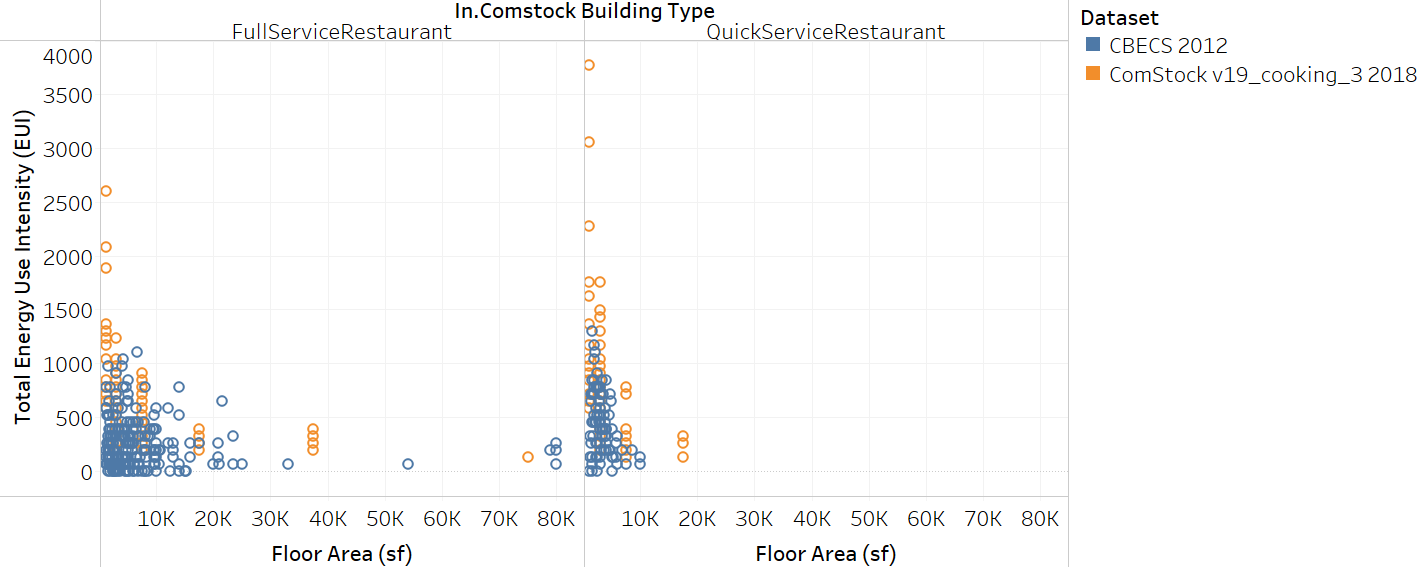 In.Comstock Building Type
FullServiceRestaurant QuickServiceRestaurant
Dataset
CBECS 2012
ComStock v19_cooking_3 2018
Total Energy Use Intensity (EUI)
4000
3500
3000
2500
2000
1500
1000
500
0
10K 20K 30K 40K 50K 60K 70K 80K 10K 20K 30K 40K 50K 60K 70K 80K
Floor Area (sf) Floor Area (sf)